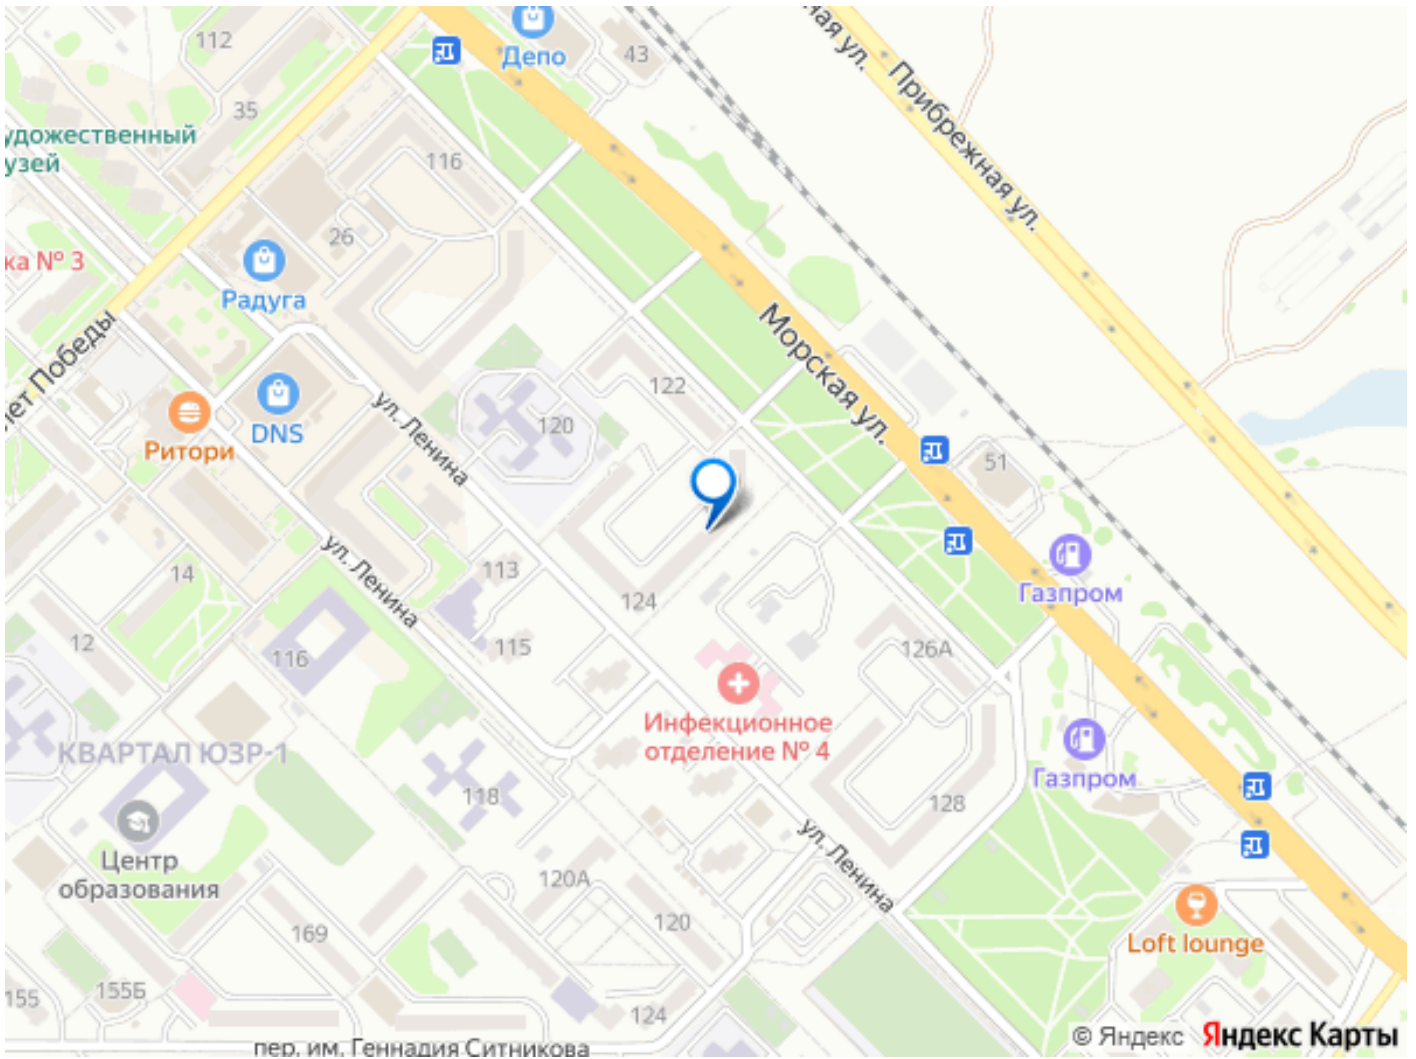 112
Депо
43
ная ул.
Прибрежная ул.
35
удожественный
узей
116
26
ка № 3
Радуга
нет Победы
Морская ул.
122
ул. Ленина
120
DNS
Ритори
51
14
ул. Ленина
113
124
Газпром
12
116
115
126А
Инфекционное
отделение № 4
КВАРТАЛ ЮЗР-1
118
Газпром
128
Центр
образования
ул. Ленина
120А
120
169
Loft lounge
155
155Б
124
пер. им. Геннадия Ситникова
© Яндекс Яндекс Карты